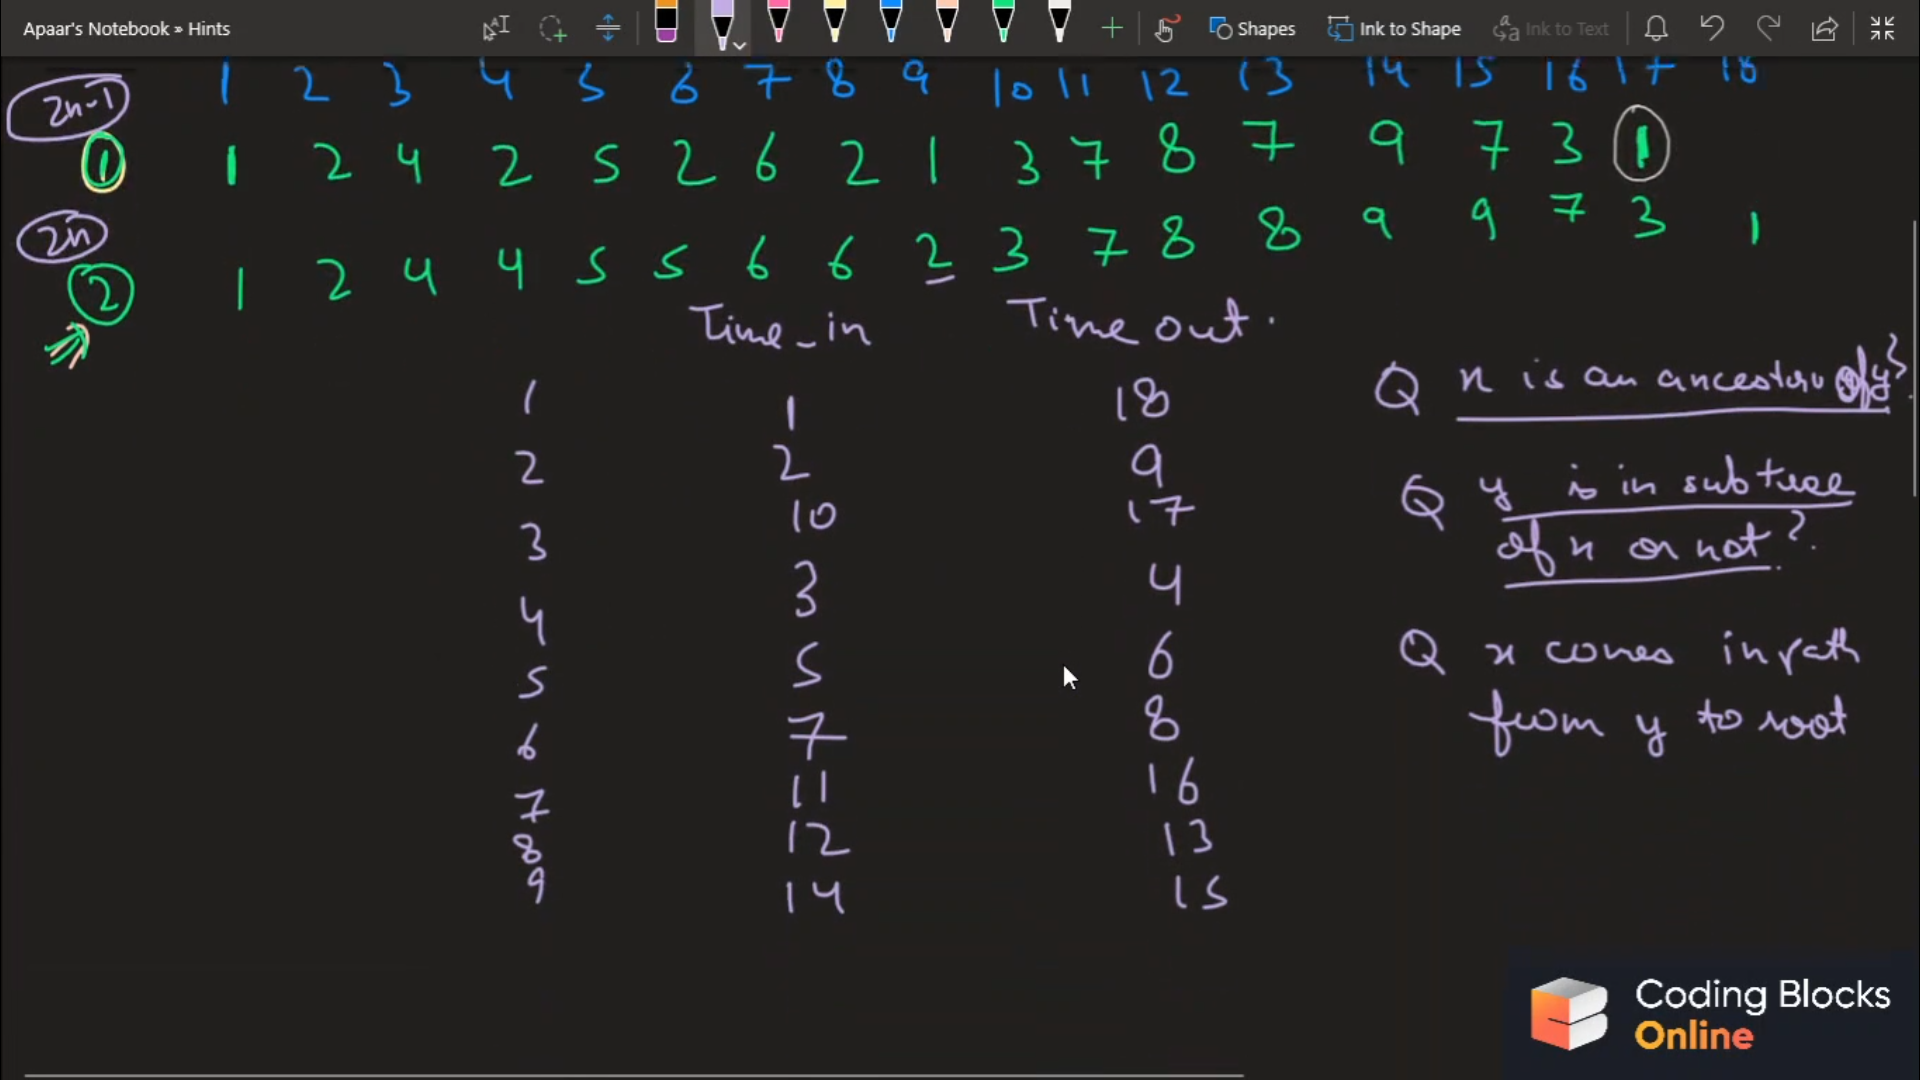 Apaar's Notebook » Hints
Shapes
Ink to Shape
Ink to Text
2n-1
1 2 3 4 5 6 7 8 9 10 11 12 13 14 15 16 17 18
1 1 2 4 2 5 2 6 2 1 3 7 8 7 9 7 3 1
2n
2 1 2 4 4 5 5 6 6 2 3 7 8 8 9 9 7 3 1
Time_in Time out.
1 1 18
2 2 9
3 10 17
4 3 4
5 5 6
6 7 8
7 11 16
8 12 13
9 14 15
Q x is an ancestor of y?
Q y is in subtree
of x or not?
Q x comes in path
from y to root
Coding Blocks
Online